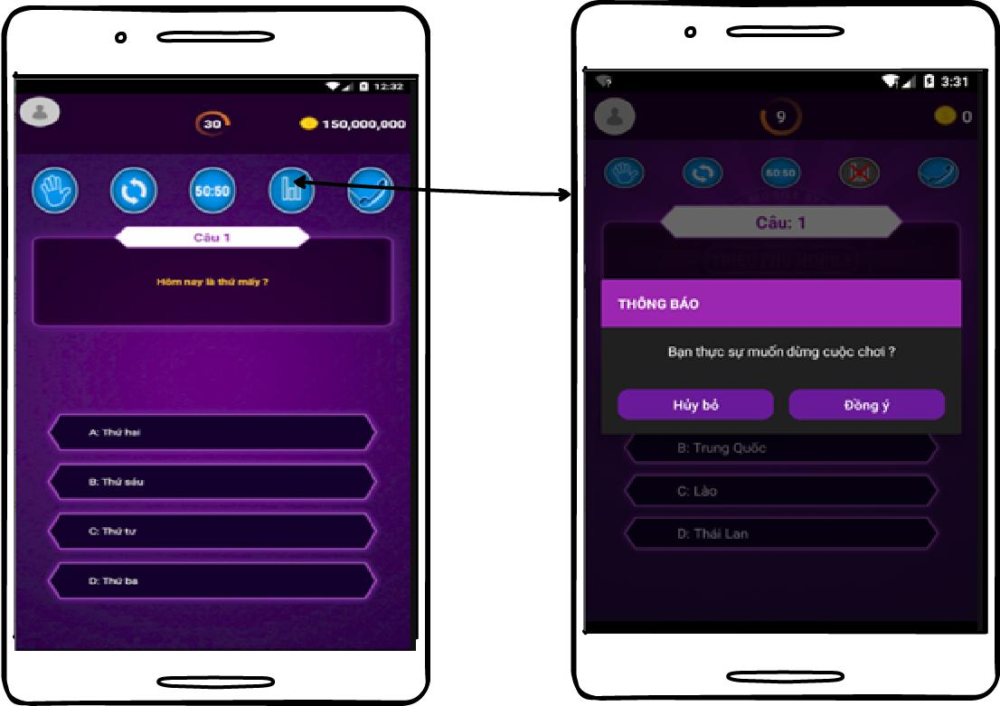 12:32
30
150,000,000
50:50
Câu 1
Hôm nay là thứ mấy ?
A: Thứ hai
B: Thứ sáu
C: Thứ tư
D: Thứ ba
3:31
9
0
50:50
Câu: 1
THÔNG BÁO
Bạn thực sự muốn dừng cuộc chơi ?
Hủy bỏ
Đồng ý
B: Trung Quốc
C: Lào
D: Thái Lan